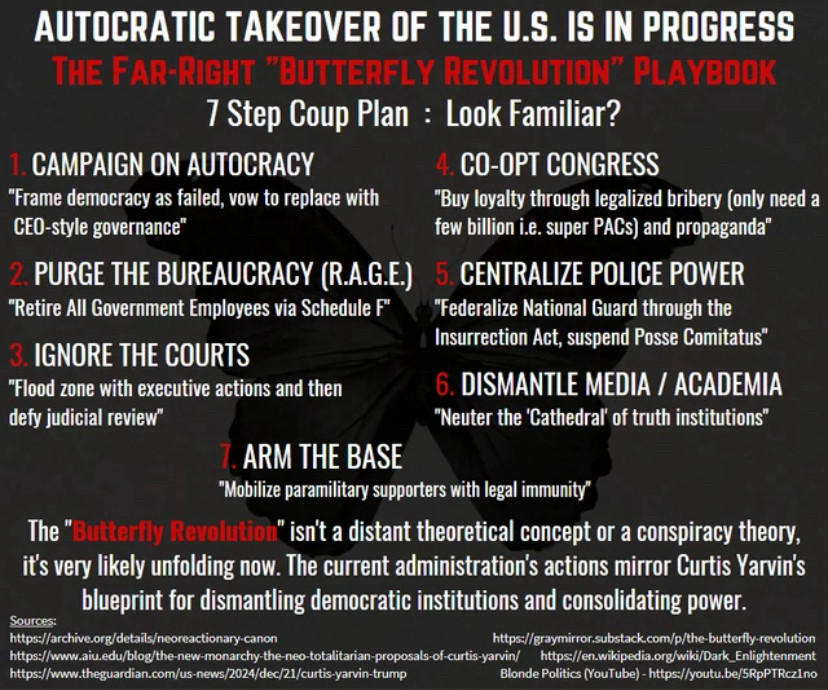 AUTOCRATIC TAKEOVER OF THE U.S. IS IN PROGRESS
THE FAR-RIGHT "BUTTERFLY REVOLUTION" PLAYBOOK
7 Step Coup Plan : Look Familiar?
1. CAMPAIGN ON AUTOCRACY
"Frame democracy as failed, vow to replace with
CEO-style governance"
2. PURGE THE BUREAUCRACY (R.A.G.E.)
"Retire All Government Employees via Schedule F"
3. IGNORE THE COURTS
"Flood zone with executive actions and then
defy judicial review"
4. CO-OPT CONGRESS
"Buy loyalty through legalized bribery (only need a
few billion i.e. super PACs) and propaganda"
5. CENTRALIZE POLICE POWER
"Federalize National Guard through the
Insurrection Act, suspend Posse Comitatus"
6. DISMANTLE MEDIA / ACADEMIA
"Neuter the 'Cathedral' of truth institutions"
7. ARM THE BASE
"Mobilize paramilitary supporters with legal immunity"
The "Butterfly Revolution" isn't a distant theoretical concept or a conspiracy theory,
it's very likely unfolding now. The current administration's actions mirror Curtis Yarvin's
blueprint for dismantling democratic institutions and consolidating power.
Sources:
https://archive.org/details/neoreactionary-canon
https://www.aiu.edu/blog/the-new-monarchy-the-neo-totalitarian-proposals-of-curtis-yarvin/
https://www.theguardian.com/us-news/2024/dec/21/curtis-yarvin-trump
https://graymirror.substack.com/p/the-butterfly-revolution
https://en.wikipedia.org/wiki/Dark_Enlightenment
Blonde Politics (YouTube) - https://youtu.be/5RpPTRcz1no